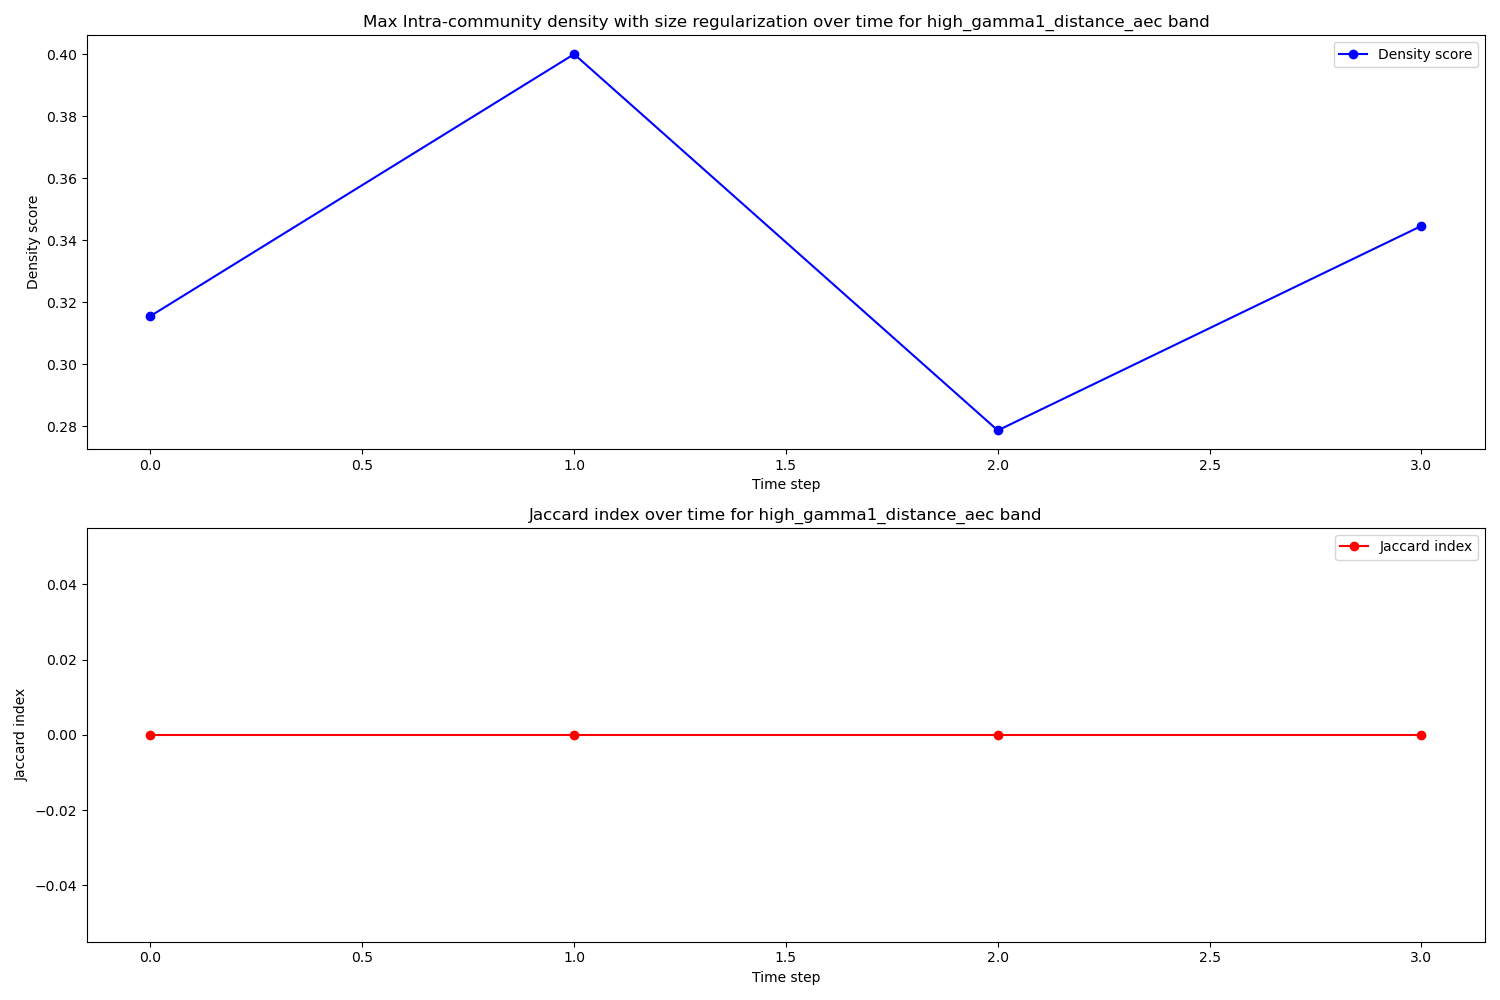 Max Intra-community density with size regularization over time for high_gamma1_distance_aec band
Density score
0.40
0.38
0.36
0.34
0.32
0.30
0.28
Density score
0.0 0.5 1.0 1.5 2.0 2.5 3.0
Time step
Jaccard index over time for high_gamma1_distance_aec band
Jaccard index
0.04
0.02
0.00
−0.02
−0.04
Jaccard index
0.0 0.5 1.0 1.5 2.0 2.5 3.0
Time step